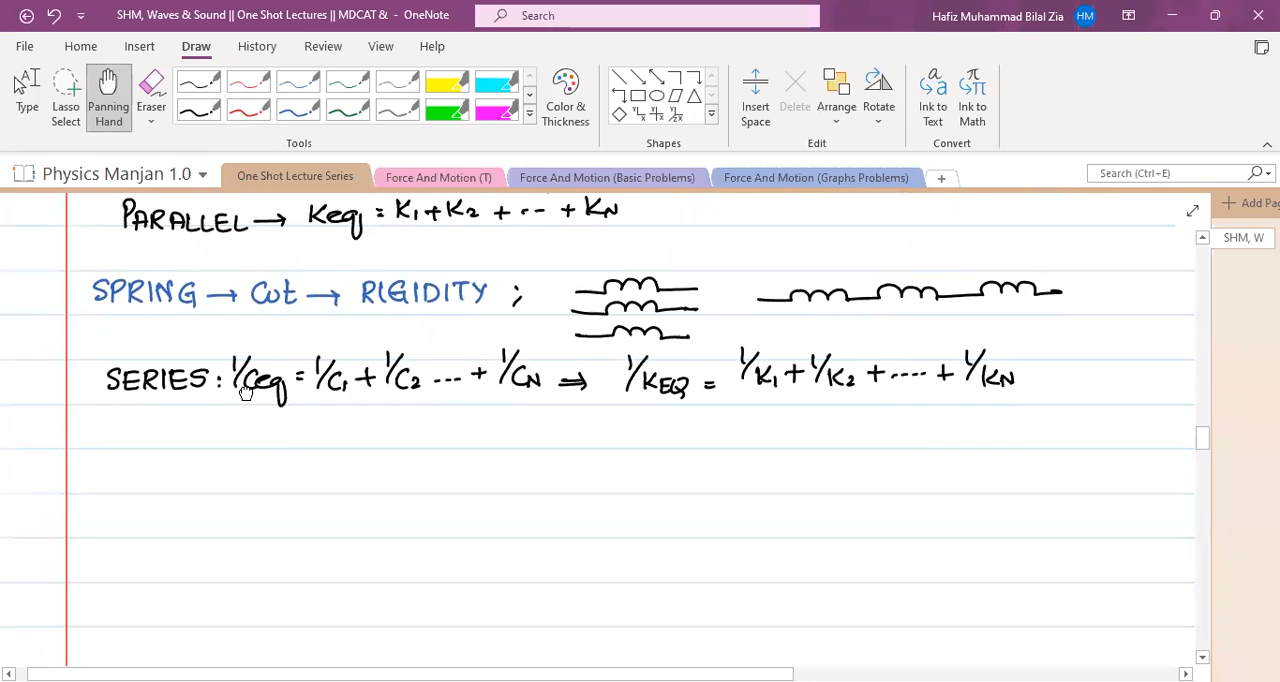 SHM, Waves & Sound || One Shot Lectures || MDCAT & - OneNote
Search
Hafiz Muhammad Bilal Zia
HM
File Home Insert Draw History Review View Help
Type
Lasso Select
Panning Hand
Eraser
Color & Thickness
Insert Space
Delete
Arrange
Rotate
Ink to Text
Ink to Math
Tools
Shapes
Edit
Convert
Physics Manjan 1.0
One Shot Lecture Series
Force And Motion (T)
Force And Motion (Basic Problems)
Force And Motion (Graphs Problems)
Search (Ctrl+E)
Add Pag
SHM, W
PARALLEL → Keq = K1 + K2 + -- + KN
SPRING → Cut → RIGIDITY ;
SERIES : 1/Ceq = 1/C1 + 1/C2 ... + 1/CN ⇒ 1/KEQ = 1/K1 + 1/K2 + .... + 1/KN